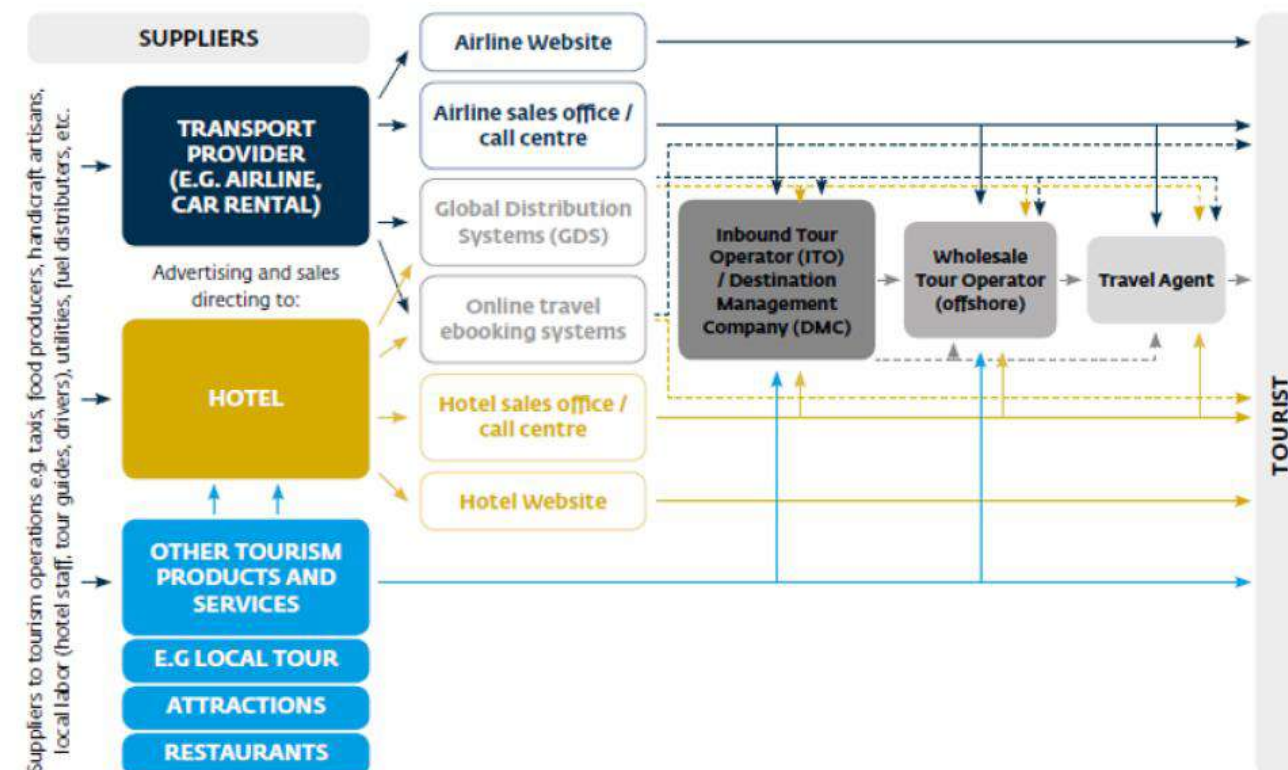 SUPPLIERS
Suppliers to tourism operations e.g. taxis, food producers, handicraft artisans,
local labor (hotel staff, tour guides, drivers), utilities, fuel distributers, etc.
TRANSPORT
PROVIDER
(E.G. AIRLINE,
CAR RENTAL)
Advertising and sales
directing to:
HOTEL
OTHER TOURISM
PRODUCTS AND
SERVICES
E.G LOCAL TOUR
ATTRACTIONS
RESTAURANTS
Airline Website
Airline sales office /
call centre
Global Distribution
Systems (GDS)
Online travel
ebooking systems
Hotel sales office /
call centre
Hotel Website
Inbound Tour
Operator (ITO)
/ Destination
Management
Company (DMC)
Wholesale
Tour Operator
(offshore)
Travel Agent
TOURIST